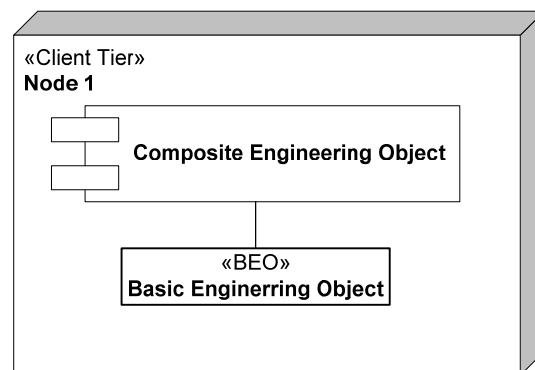 «Client Tier»
Node 1
Composite Engineering Object
«BEO»
Basic Enginerring Object